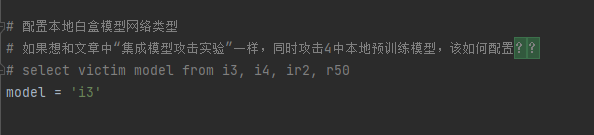 # 配置本地白盒模型网络类型
# 如果想和文章中“集成模型攻击实验”一样，同时攻击4中本地预训练模型，该如何配置？？
# select victim model from i3, i4, ir2, r50
model = 'i3'